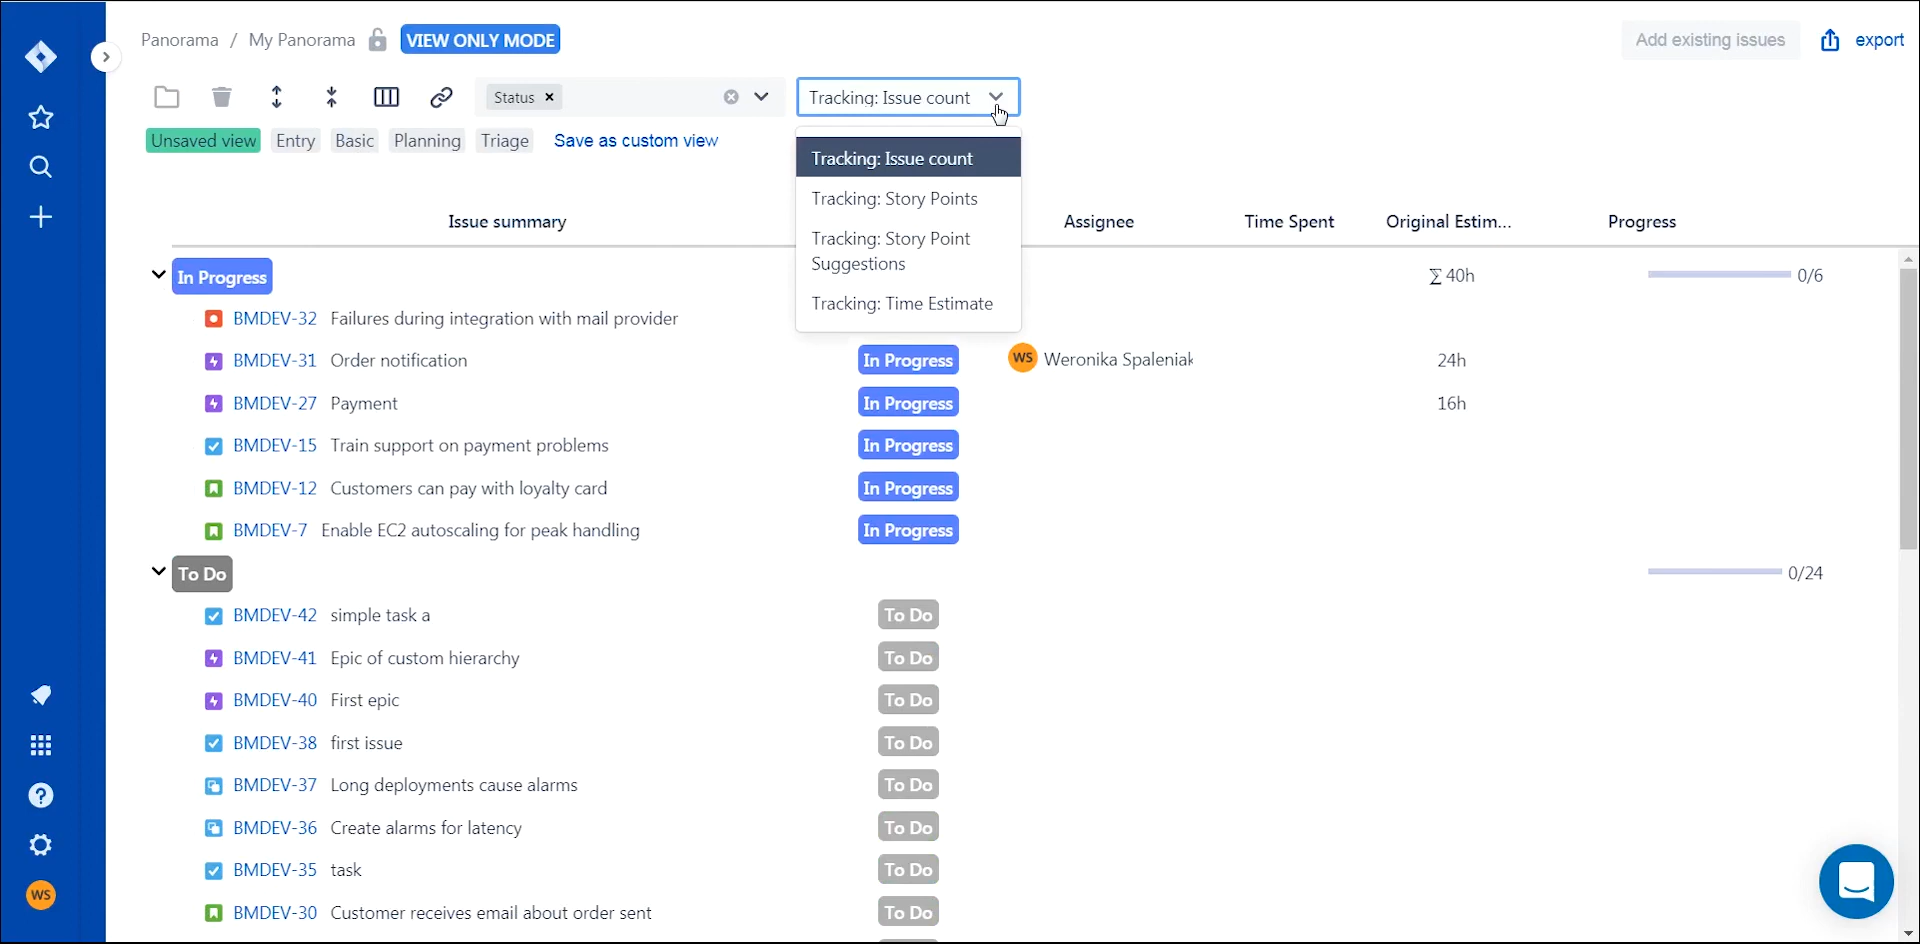 Panorama / My Panorama VIEW ONLY MODE Add existing issues export
Status Tracking: Issue count
Unsaved view Entry Basic Planning Triage Save as custom view
Tracking: Issue count
Tracking: Story Points
Tracking: Story Point
Suggestions
Tracking: Time Estimate
Issue summary Assignee Time Spent Original Estim... Progress
In Progress ∑ 40h 0/6
BMDEV-32 Failures during integration with mail provider
BMDEV-31 Order notification In Progress WS Weronika Spaleniak 24h
BMDEV-27 Payment In Progress 16h
BMDEV-15 Train support on payment problems In Progress
BMDEV-12 Customers can pay with loyalty card In Progress
BMDEV-7 Enable EC2 autoscaling for peak handling In Progress
To Do 0/24
BMDEV-42 simple task a To Do
BMDEV-41 Epic of custom hierarchy To Do
BMDEV-40 First epic To Do
BMDEV-38 first issue To Do
BMDEV-37 Long deployments cause alarms To Do
BMDEV-36 Create alarms for latency To Do
BMDEV-35 task To Do
BMDEV-30 Customer receives email about order sent To Do
WS